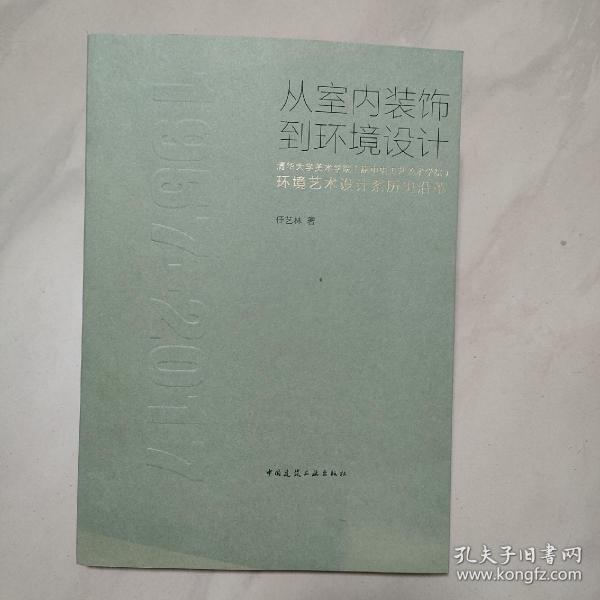 从室内装饰
到环境设计
清华大学美术学院（原中央工艺美术学院）
环境艺术设计系历史沿革
任艺林 著
1957-2017
中国建筑工业出版社
孔夫子旧书网
www.kongfz.com